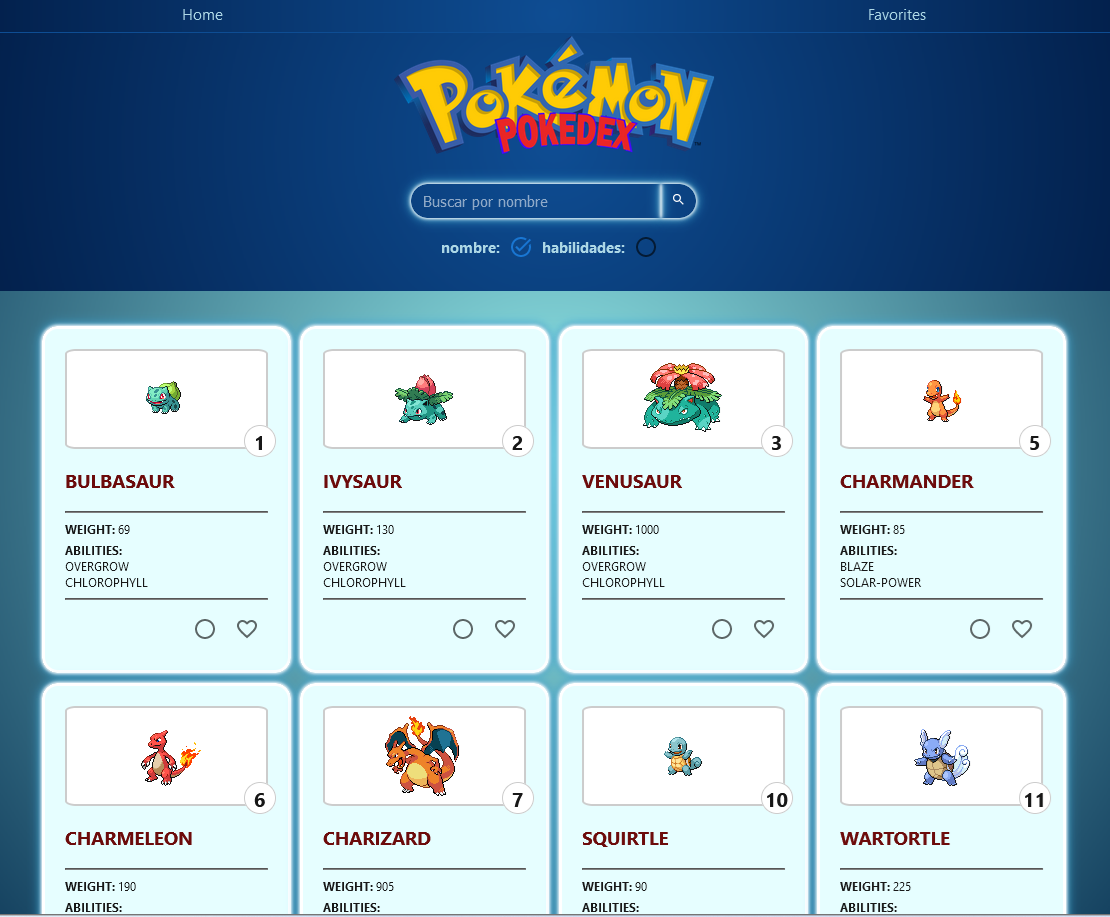 Home Favorites
POKéMON
POKEDEX
Buscar por nombre
nombre: habilidades:
1 2 3 5
BULBASAUR IVYSAUR VENUSAUR CHARMANDER
WEIGHT: 69 WEIGHT: 130 WEIGHT: 1000 WEIGHT: 85
ABILITIES: ABILITIES: ABILITIES: ABILITIES:
OVERGROW OVERGROW OVERGROW BLAZE
CHLOROPHYLL CHLOROPHYLL CHLOROPHYLL SOLAR-POWER
6 7 10 11
CHARMELEON CHARIZARD SQUIRTLE WARTORTLE
WEIGHT: 190 WEIGHT: 905 WEIGHT: 90 WEIGHT: 225
ABILITIES: ABILITIES: ABILITIES: ABILITIES: